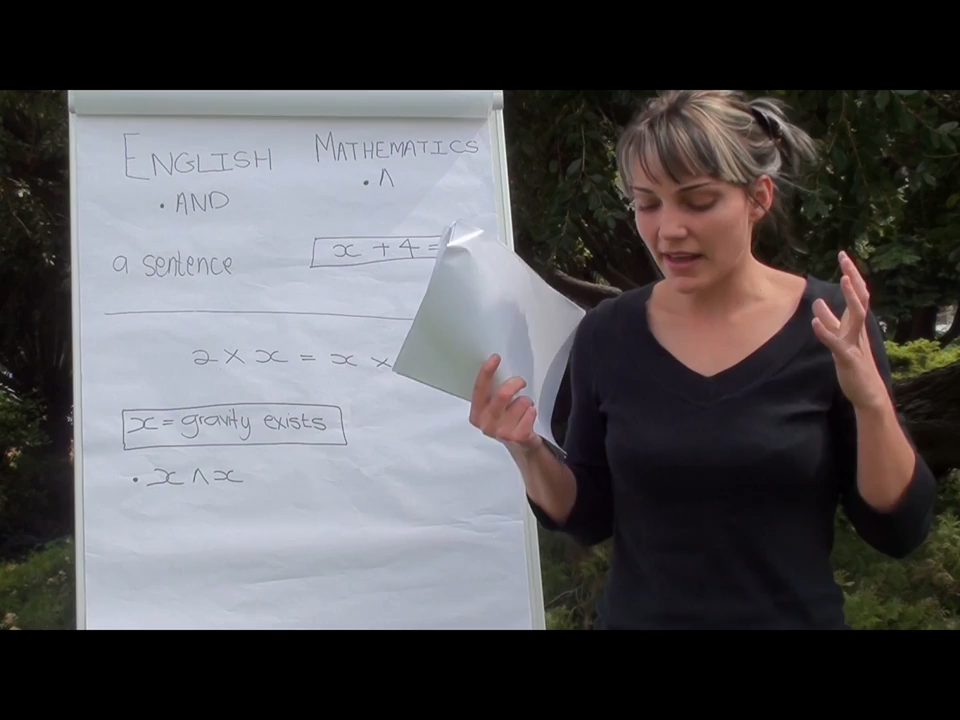 ENGLISH MATHEMATICS
• AND • ∧
a sentence x + 4 =
2 × x = x ×
x = gravity exists
• x ∧ x